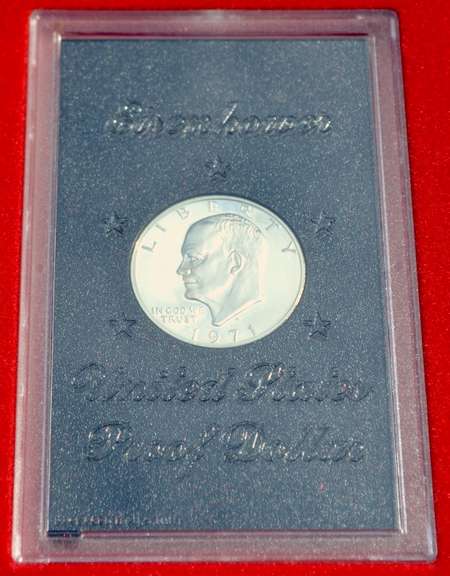 Eisenhower
LIBERTY
IN GOD WE
TRUST
1971
United States
Proof Dollar